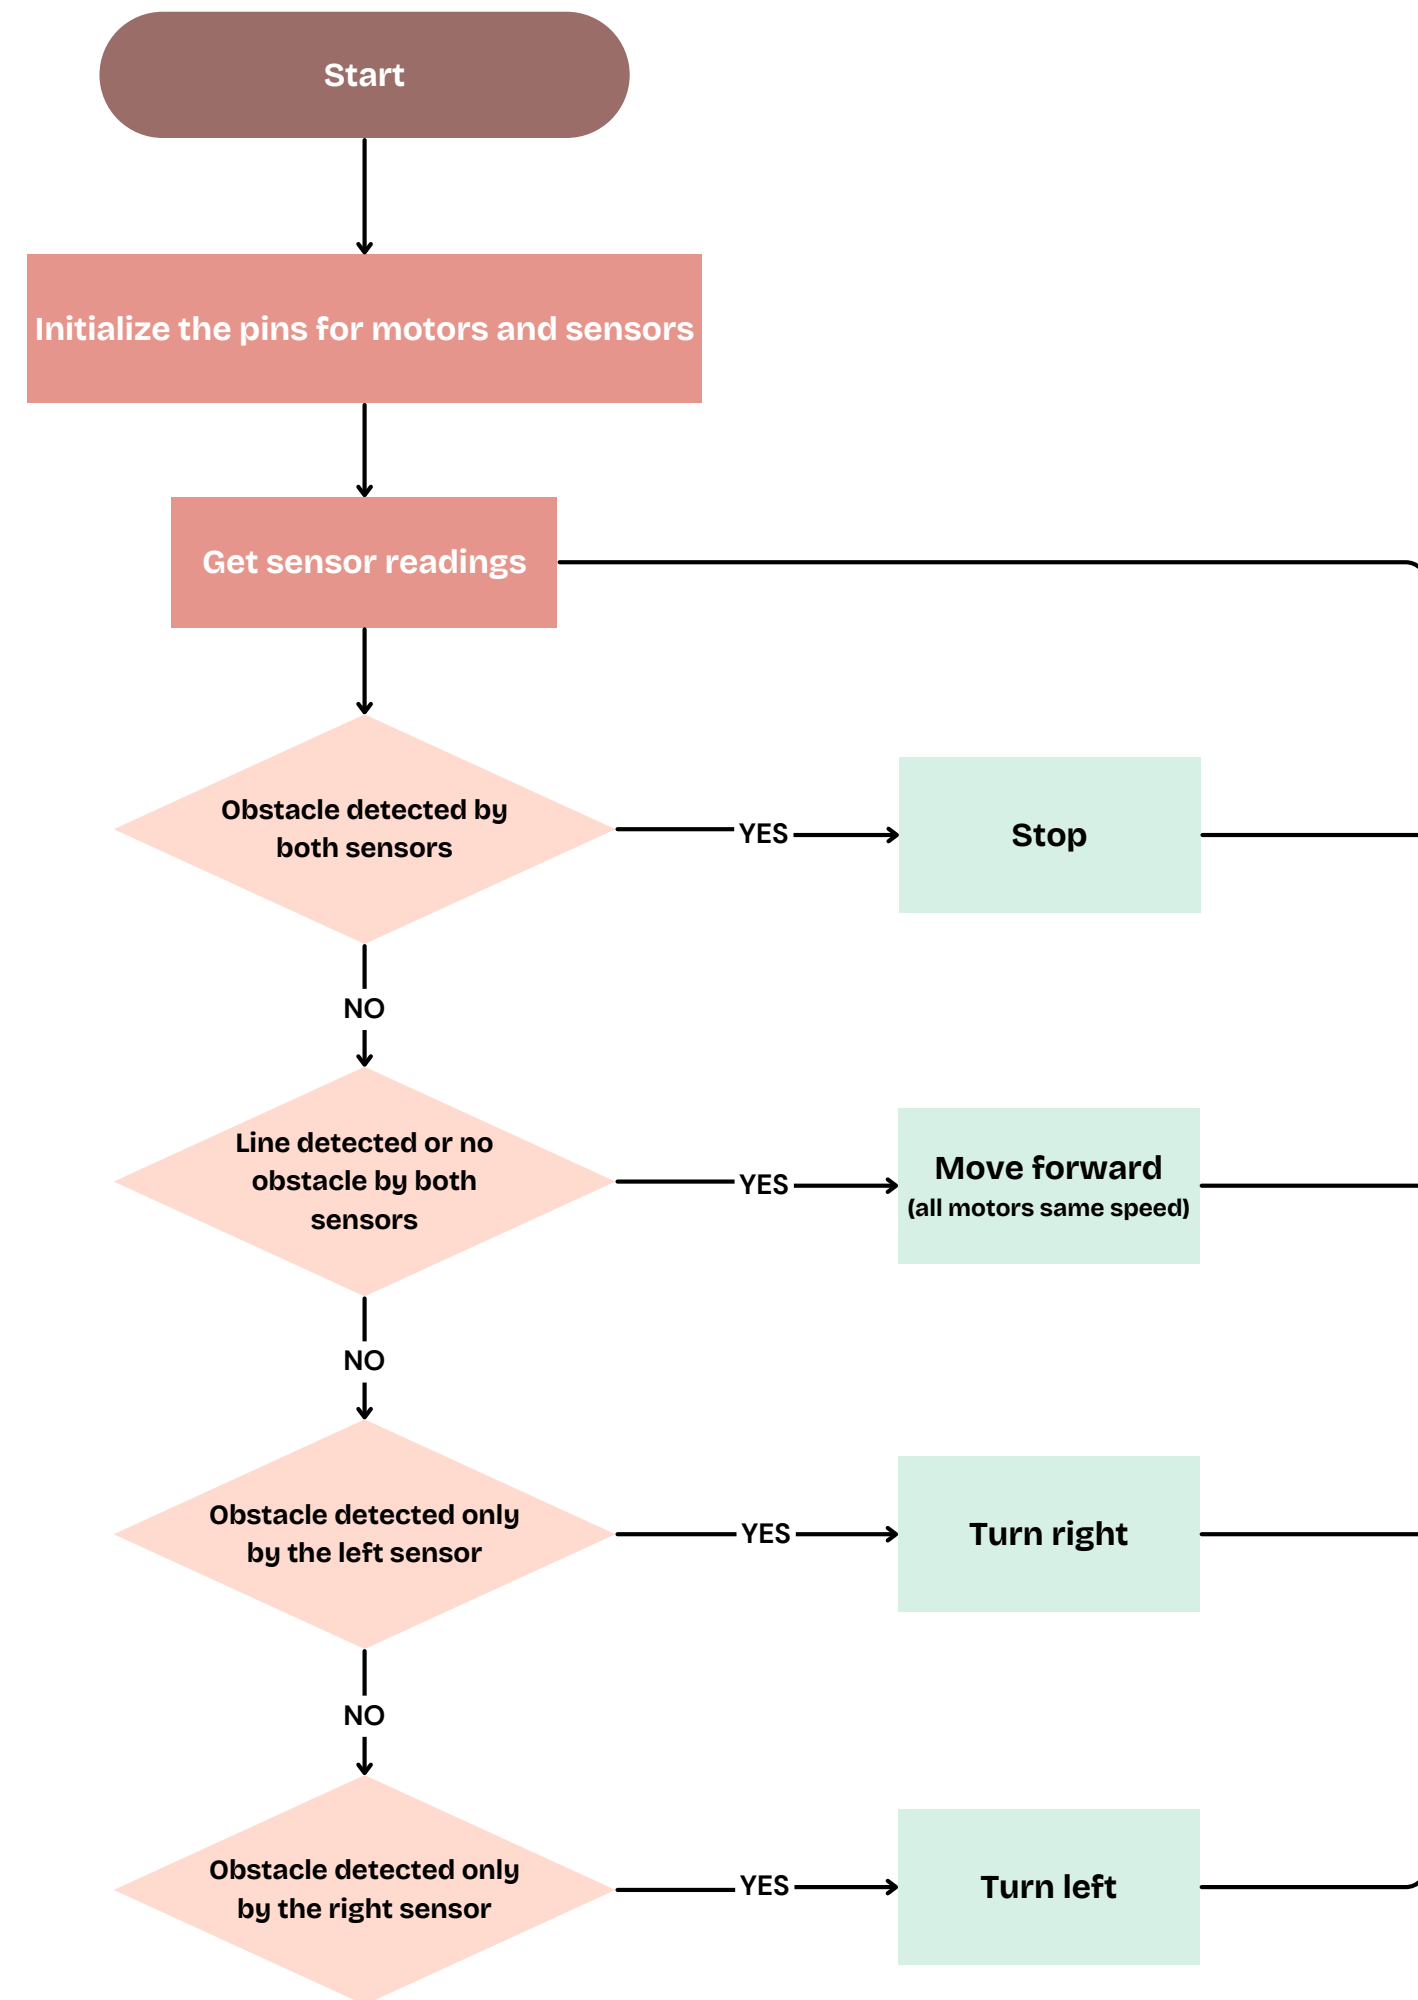 Start
Initialize the pins for motors and sensors
Get sensor readings
Obstacle detected by
both sensors
YES
Stop
NO
Line detected or no
obstacle by both
sensors
YES
Move forward
(all motors same speed)
NO
Obstacle detected only
by the left sensor
YES
Turn right
NO
Obstacle detected only
by the right sensor
YES
Turn left